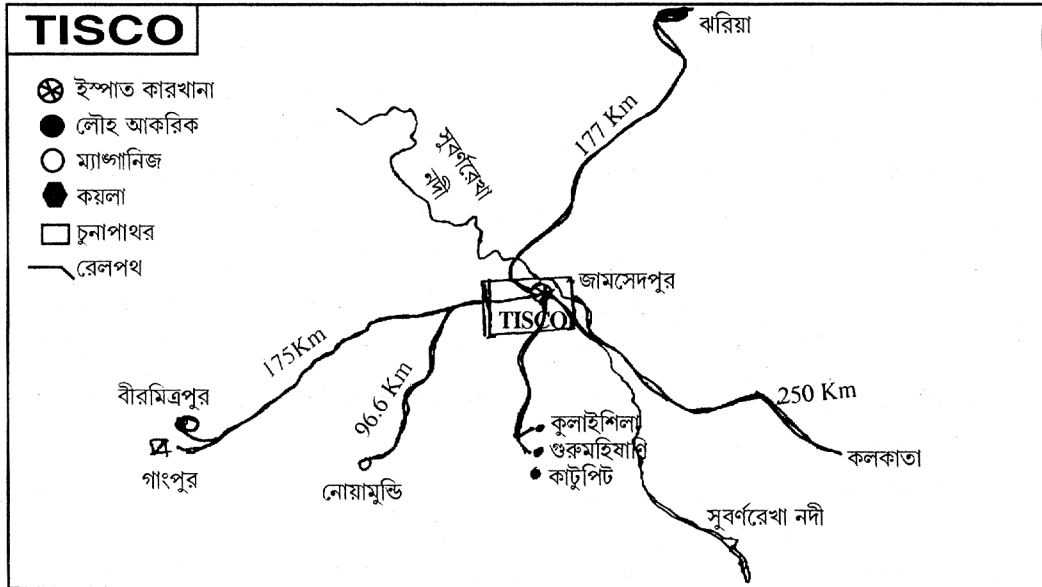 TISCO
ইস্পাত কারখানা
লৌহ আকরিক
ম্যাঙ্গানিজ
কয়লা
চুনাপাথর
রেলপথ
ঝরিয়া
177 Km
সুবর্ণরেখা
নদী
জামসেদপুর
TISCO
175Km
96.6 Km
250 Km
বীরমিত্রপুর
গাংপুর
নোয়ামুন্ডি
কুলাইশিলা
গুরুমহিষাণি
কাটুপিট
কলকাতা
সুবর্ণরেখা নদী